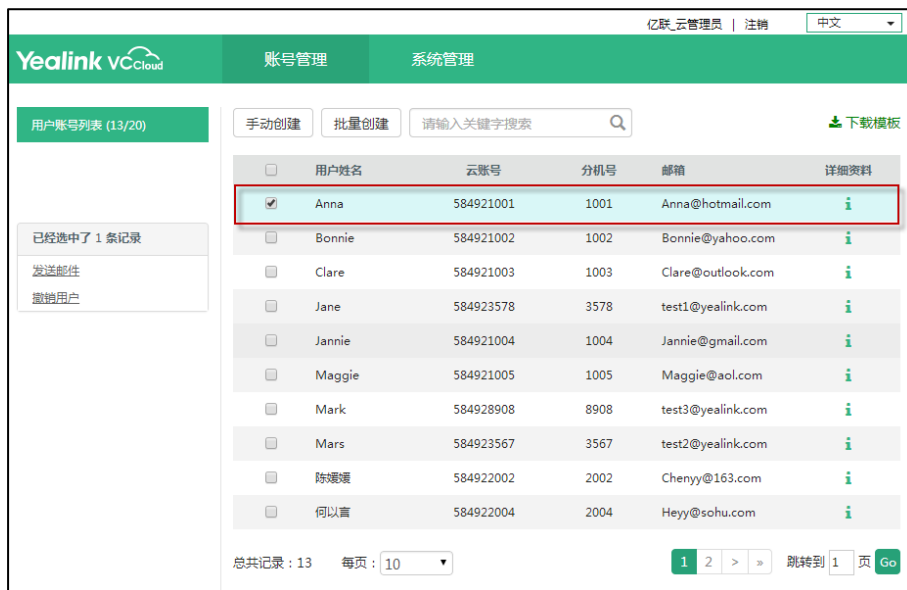 亿联_云管理员 | 注销 中文
Yealink VCCloud 账号管理 系统管理
用户账号列表 (13/20)
手动创建 批量创建 请输入关键字搜索 下载模板
用户姓名 云账号 分机号 邮箱 详细资料
Anna 584921001 1001 Anna@hotmail.com
已经选中了 1 条记录
发送邮件
撤销用户
Bonnie 584921002 1002 Bonnie@yahoo.com
Clare 584921003 1003 Clare@outlook.com
Jane 584923578 3578 test1@yealink.com
Jannie 584921004 1004 Jannie@gmail.com
Maggie 584921005 1005 Maggie@aol.com
Mark 584928908 8908 test3@yealink.com
Mars 584923567 3567 test2@yealink.com
陈媛媛 584922002 2002 Chenyy@163.com
何以言 584922004 2004 Heyy@sohu.com
总共记录：13 每页：10 1 2 > » 跳转到 1 页 Go